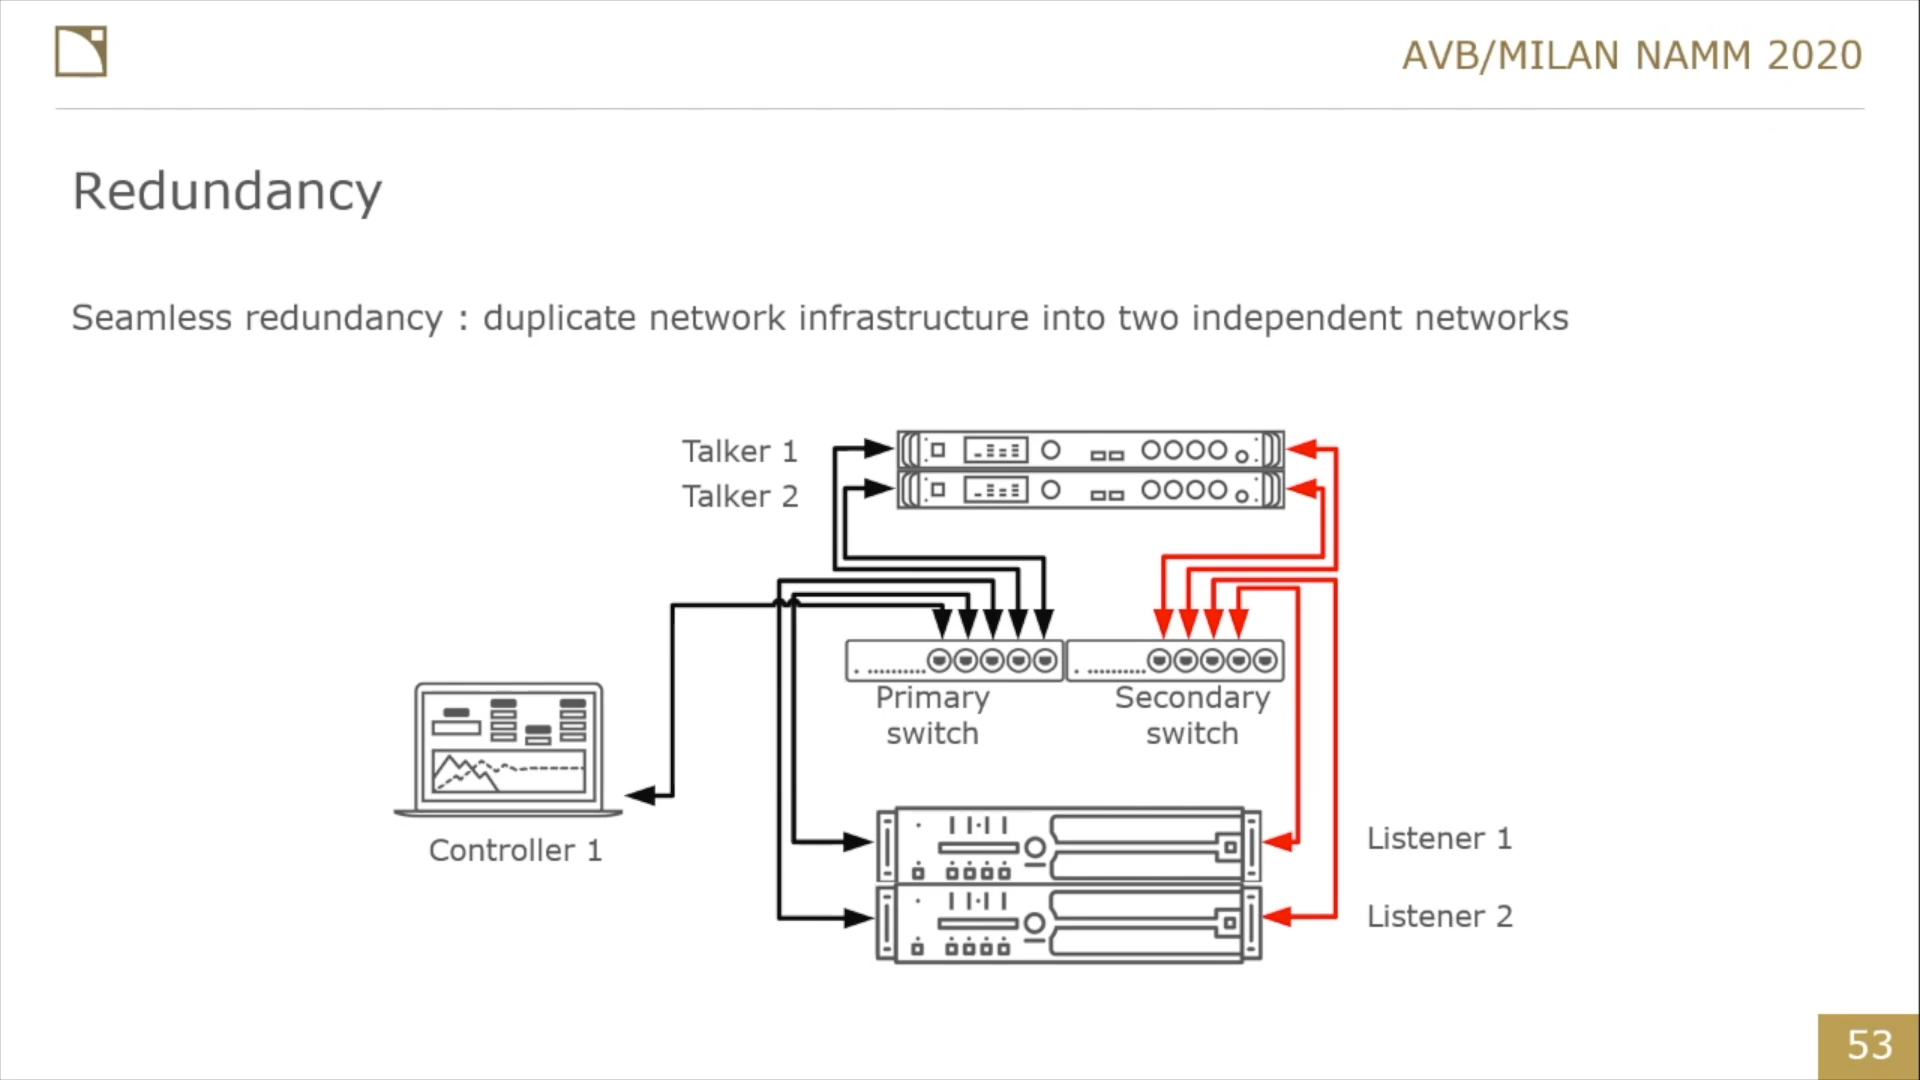 AVB/MILAN NAMM 2020
Redundancy
Seamless redundancy : duplicate network infrastructure into two independent networks
Talker 1
Talker 2
Primary
switch
Secondary
switch
Controller 1
Listener 1
Listener 2
53